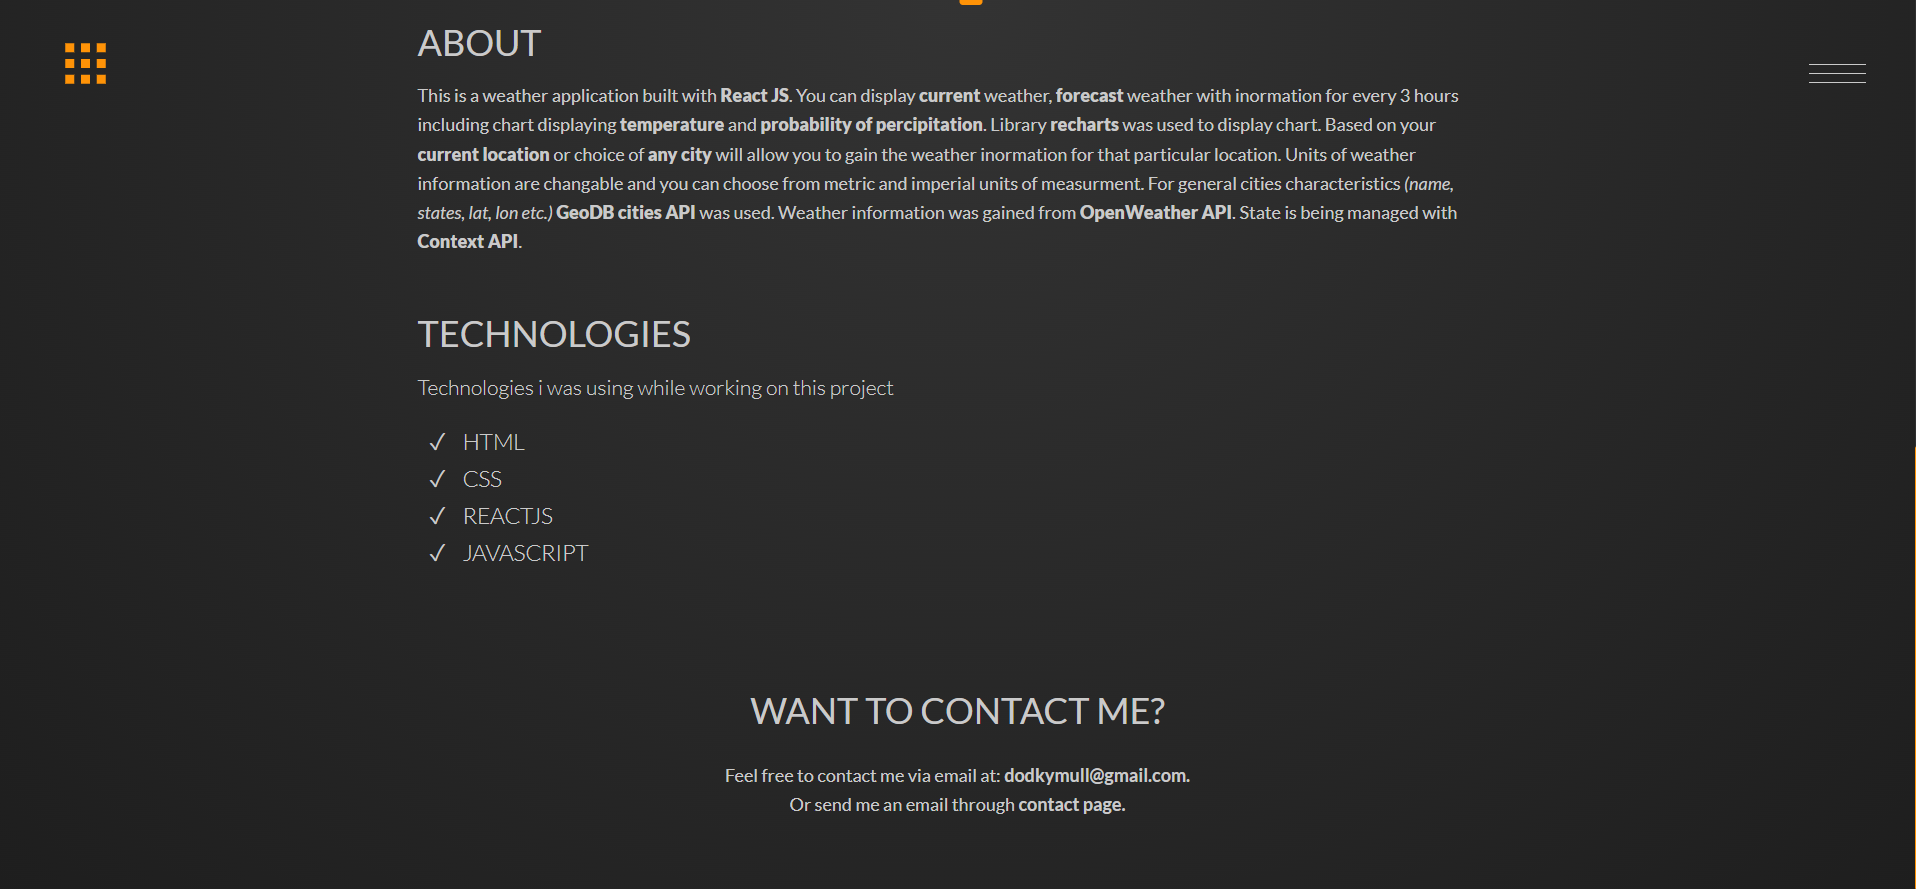 ABOUT
This is a weather application built with React JS. You can display current weather, forecast weather with inormation for every 3 hours
including chart displaying temperature and probability of percipitation. Library recharts was used to display chart. Based on your
current location or choice of any city will allow you to gain the weather inormation for that particular location. Units of weather
information are changable and you can choose from metric and imperial units of measurment. For general cities characteristics (name,
states, lat, lon etc.) GeoDB cities API was used. Weather information was gained from OpenWeather API. State is being managed with
Context API.
TECHNOLOGIES
Technologies i was using while working on this project
✓ HTML
✓ CSS
✓ REACTJS
✓ JAVASCRIPT
WANT TO CONTACT ME?
Feel free to contact me via email at: dodkymull@gmail.com.
Or send me an email through contact page.